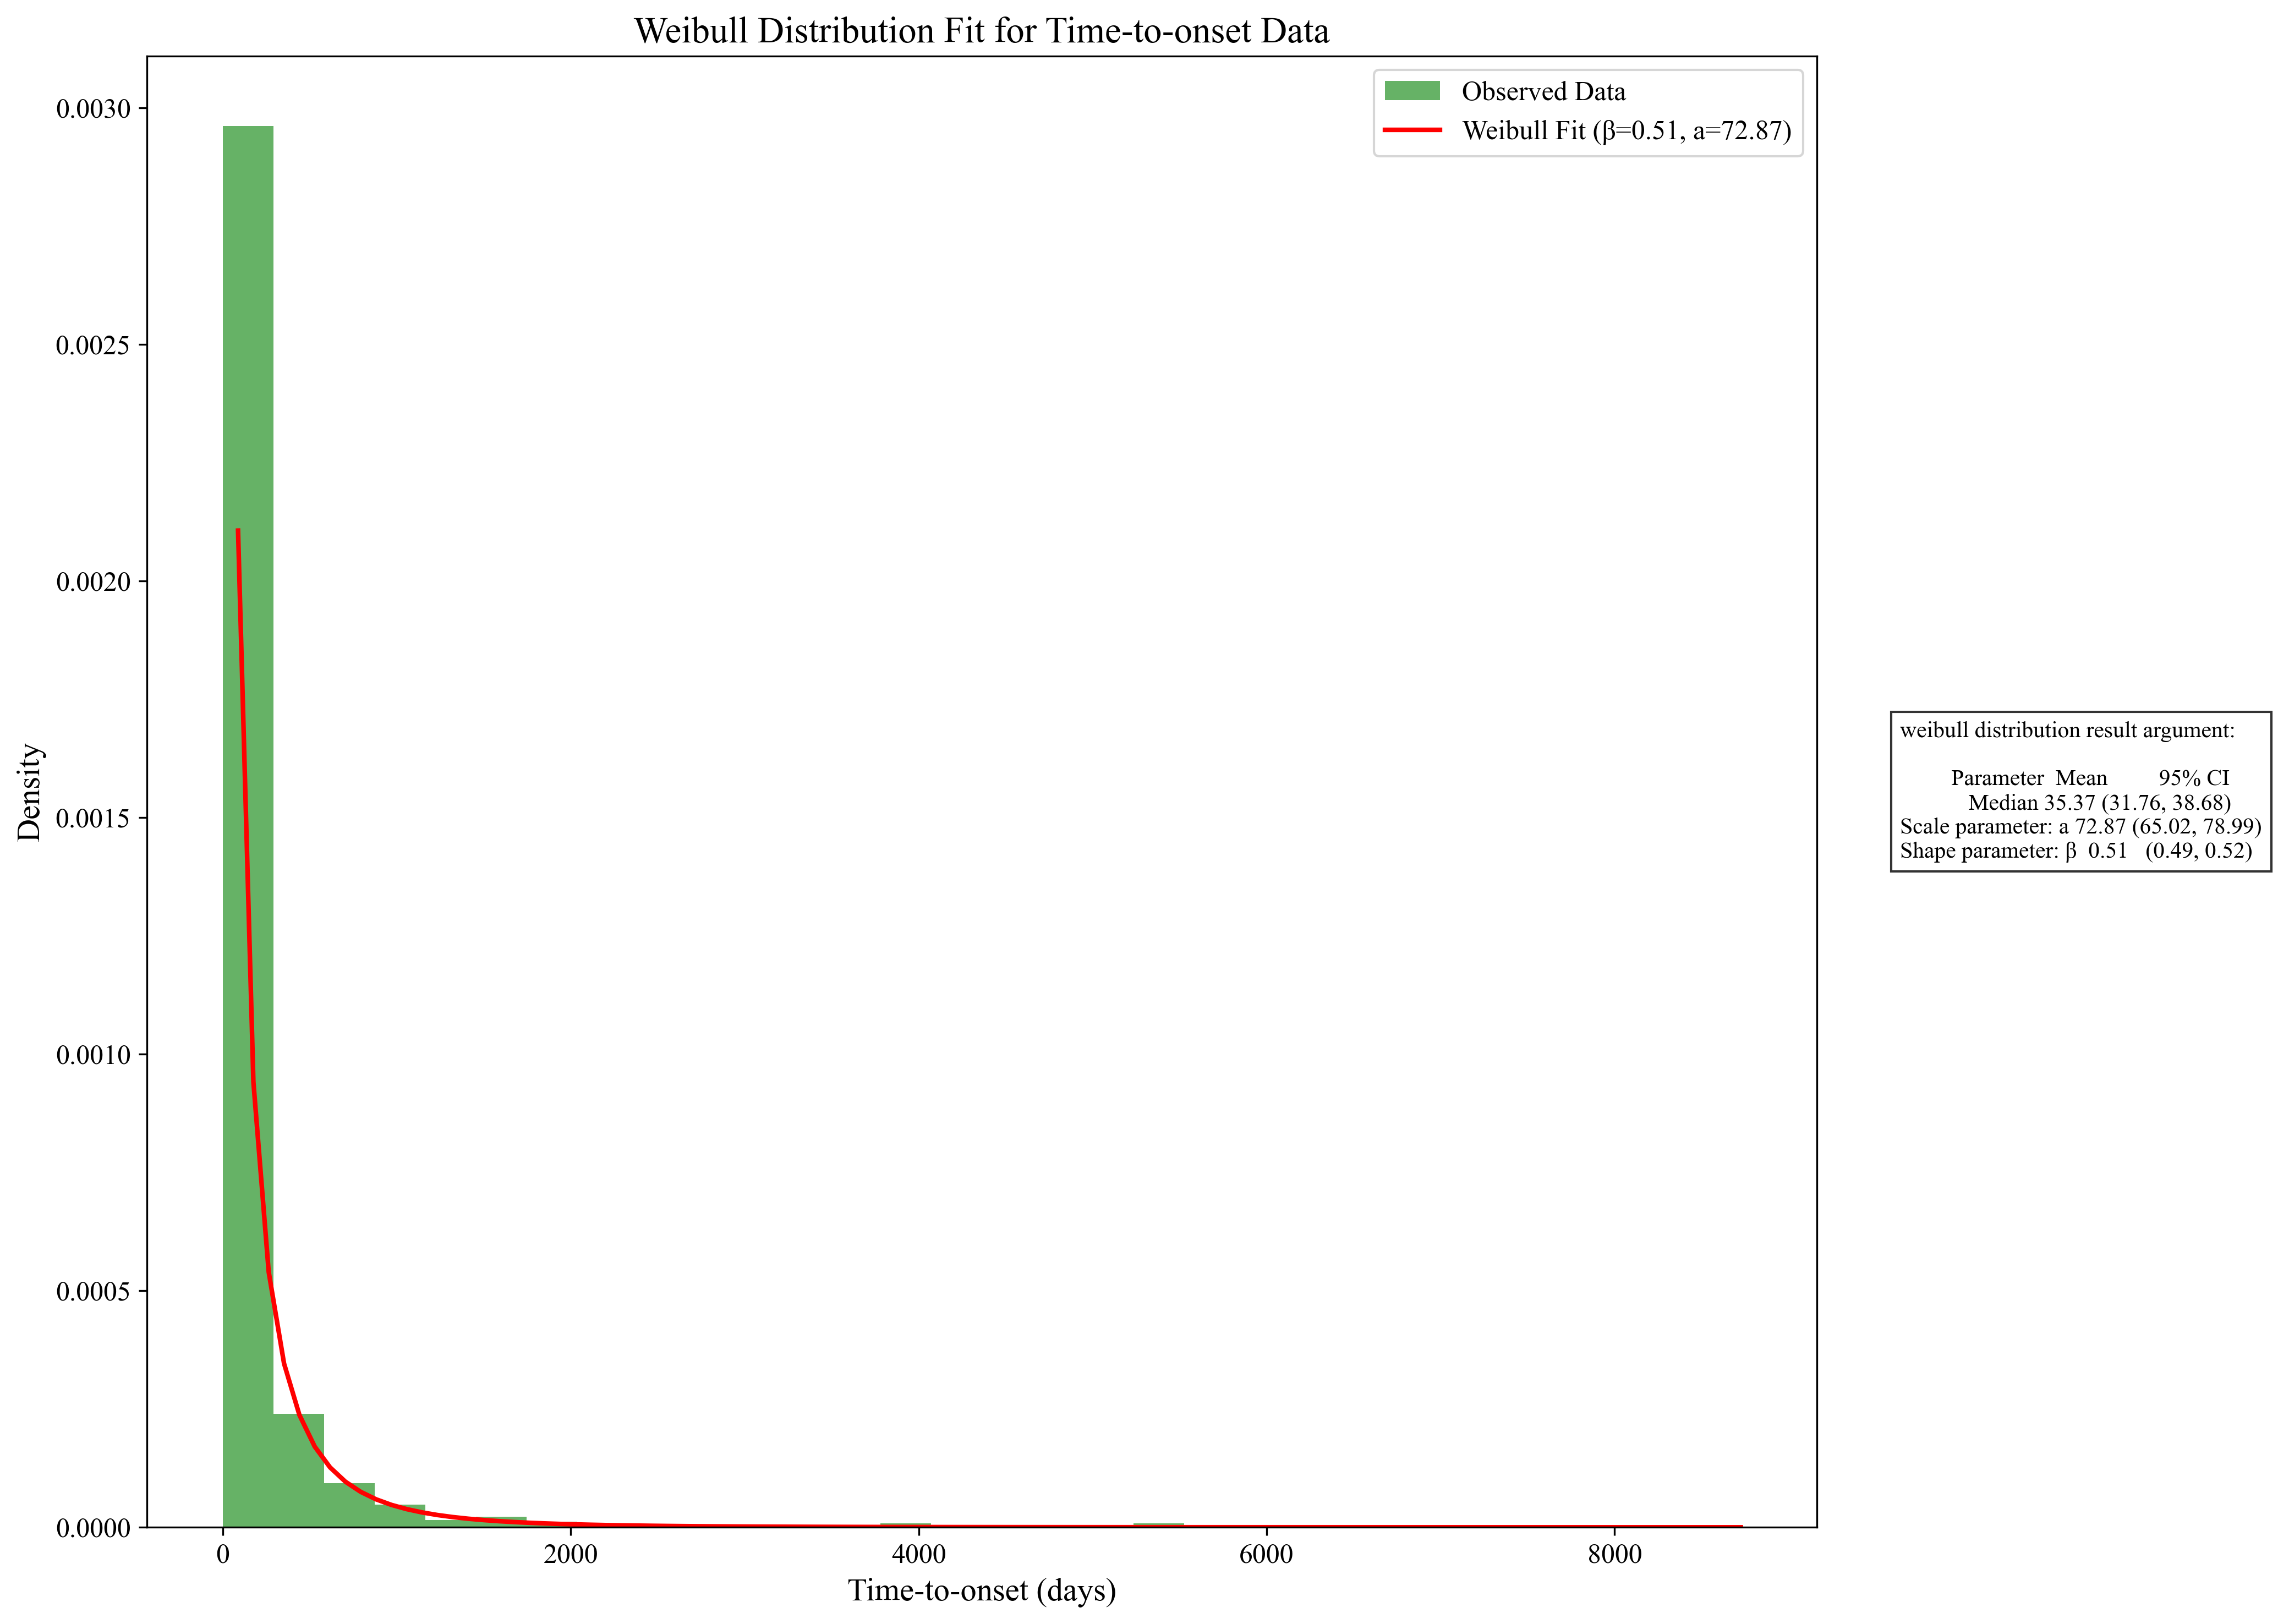 Weibull Distribution Fit for Time-to-onset Data
Observed Data
Weibull Fit (β=0.51, a=72.87)
0.0030
0.0025
0.0020
0.0015
0.0010
0.0005
0.0000
Density
0 2000 4000 6000 8000
Time-to-onset (days)
weibull distribution result argument:
Parameter Mean 95% CI
Median 35.37 (31.76, 38.68)
Scale parameter: a 72.87 (65.02, 78.99)
Shape parameter: β 0.51 (0.49, 0.52)